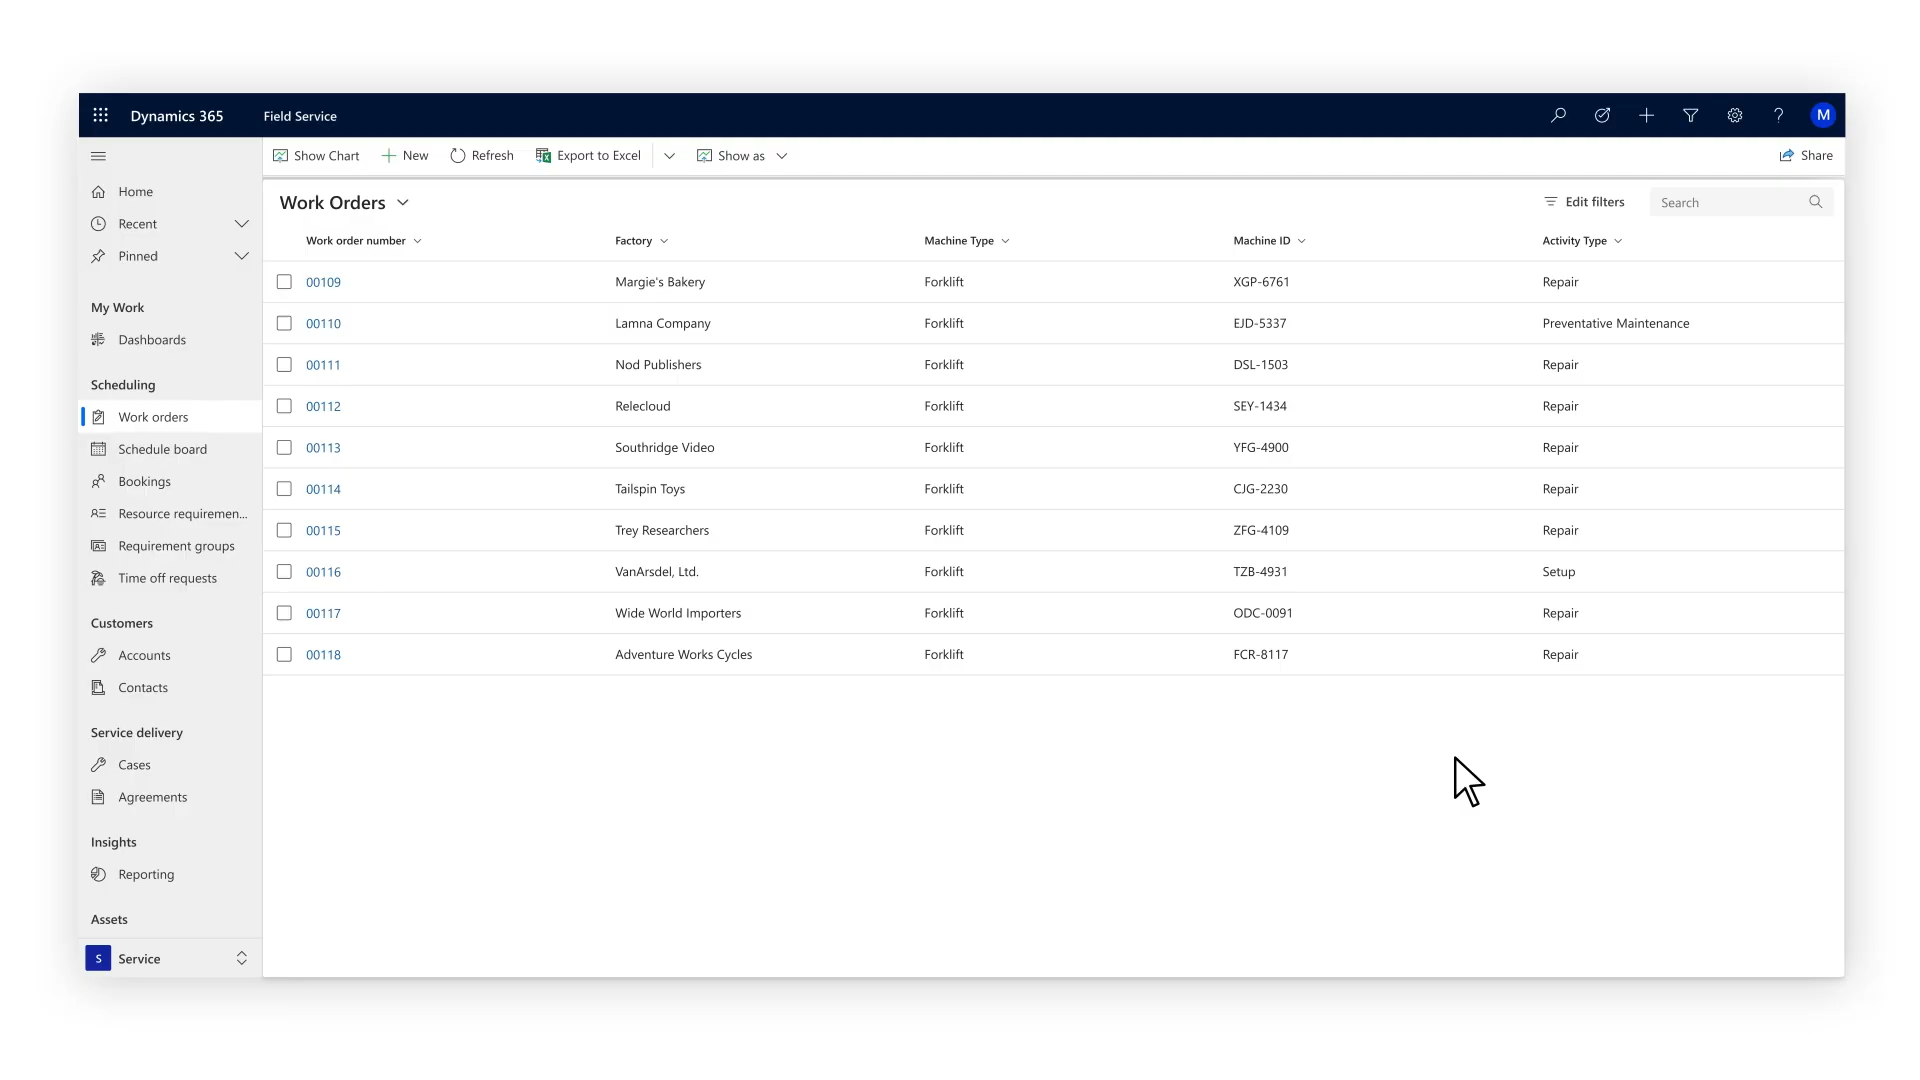 Dynamics 365 Field Service M
Show Chart New Refresh Export to Excel Show as Share
Home
Recent
Pinned
My Work
Dashboards
Scheduling
Work orders
Schedule board
Bookings
Resource requiremen...
Requirement groups
Time off requests
Customers
Accounts
Contacts
Service delivery
Cases
Agreements
Insights
Reporting
Assets
S Service
Work Orders Edit filters Search
Work order number Factory Machine Type Machine ID Activity Type
00109 Margie's Bakery Forklift XGP-6761 Repair
00110 Lamna Company Forklift EJD-5337 Preventative Maintenance
00111 Nod Publishers Forklift DSL-1503 Repair
00112 Relecloud Forklift SEY-1434 Repair
00113 Southridge Video Forklift YFG-4900 Repair
00114 Tailspin Toys Forklift CJG-2230 Repair
00115 Trey Researchers Forklift ZFG-4109 Repair
00116 VanArsdel, Ltd. Forklift TZB-4931 Setup
00117 Wide World Importers Forklift ODC-0091 Repair
00118 Adventure Works Cycles Forklift FCR-8117 Repair